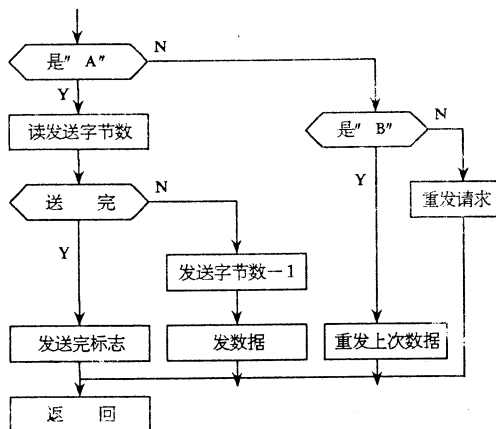 N
是" A"
Y
N
读发送字节数
是" B"
N
送 完
Y
重发请求
Y
发送字节数－1
发送完标志
发数据
重发上次数据
返 回